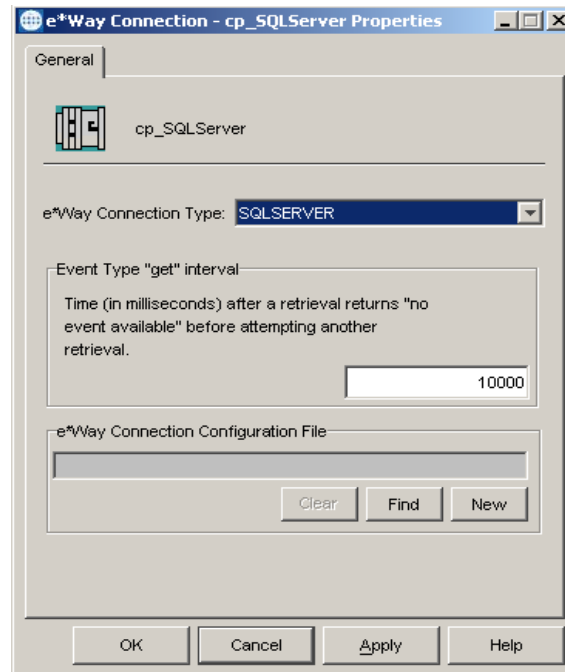 e*Way Connection - cp_SQLServer Properties
General
cp_SQLServer
e*Way Connection Type: SQLSERVER
Event Type "get" interval
Time (in milliseconds) after a retrieval returns "no
event available" before attempting another
retrieval.
10000
e*Way Connection Configuration File
Clear Find New
OK Cancel Apply Help